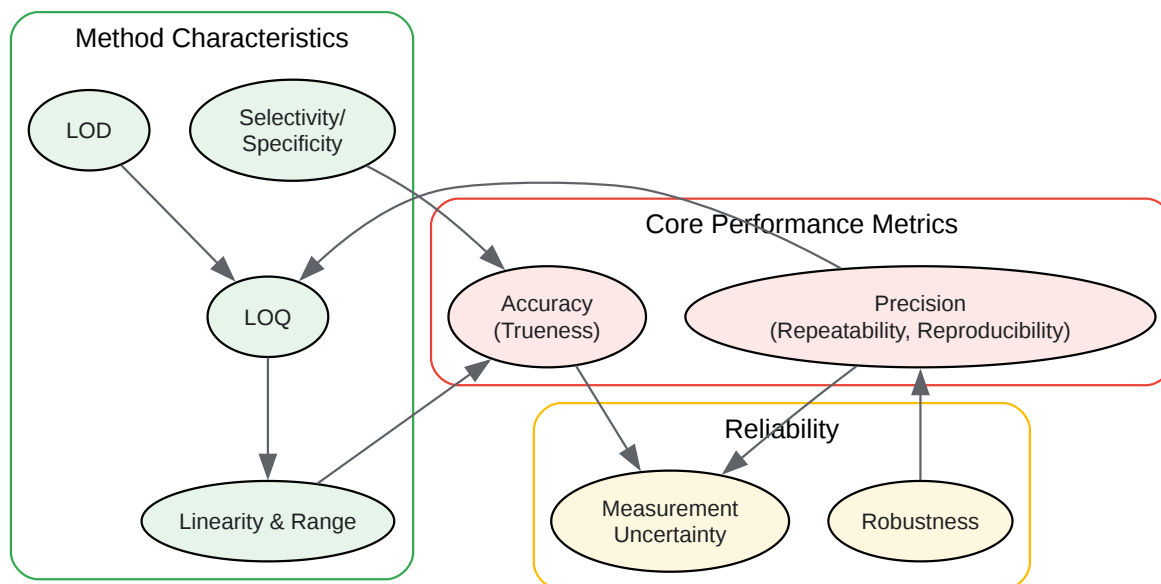 Method Characteristics
LOD
Selectivity/
Specificity
LOQ
Linearity & Range
Core Performance Metrics
Accuracy
(Trueness)
Precision
(Repeatability, Reproducibility)
Reliability
Measurement
Uncertainty
Robustness